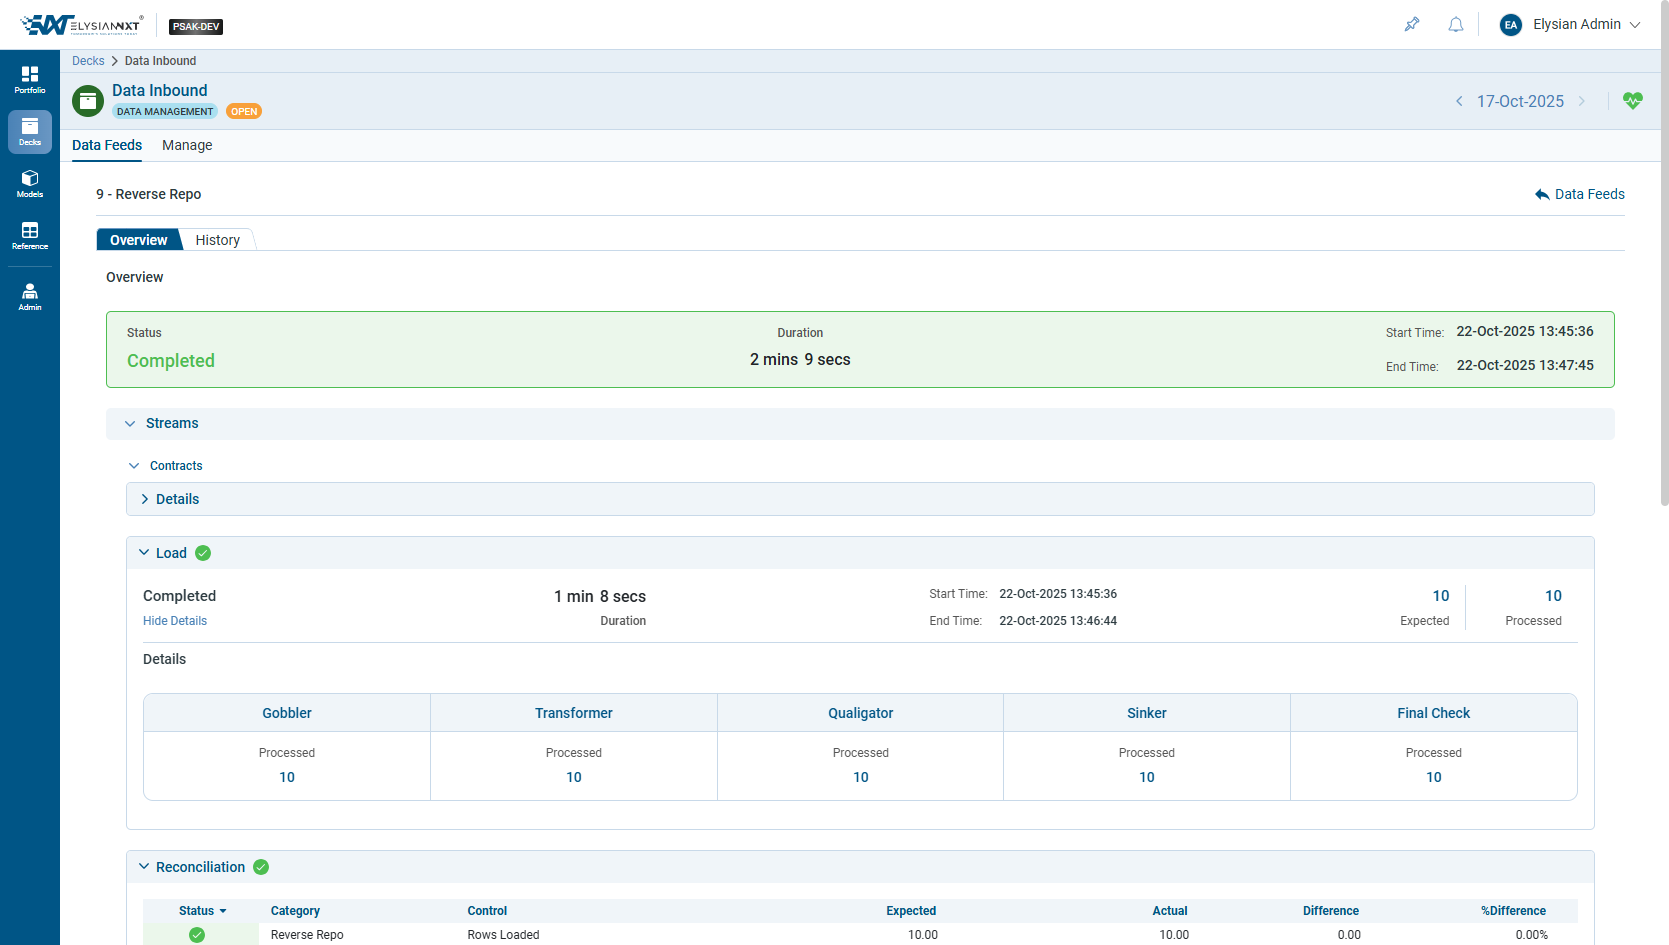 ELYSIANNXT
TOMORROW'S SOLUTIONS TODAY
PSAK-DEV
EA
Elysian Admin
Portfolio
Decks
Models
Reference
Admin
Decks
Data Inbound
Data Inbound
DATA MANAGEMENT
OPEN
17-Oct-2025
Data Feeds
Manage
9 - Reverse Repo
Data Feeds
Overview
History
Overview
Status
Duration
Start Time: 22-Oct-2025 13:45:36
Completed
2 mins 9 secs
End Time: 22-Oct-2025 13:47:45
Streams
Contracts
Details
Load
Completed
1 min 8 secs
Start Time: 22-Oct-2025 13:45:36
10
10
Hide Details
Duration
End Time: 22-Oct-2025 13:46:44
Expected
Processed
Details
Gobbler Transformer Qualigator Sinker Final Check
Processed Processed Processed Processed Processed
10 10 10 10 10
Reconciliation
Status Category Control Expected Actual Difference %Difference
Reverse Repo Rows Loaded 10.00 10.00 0.00 0.00%